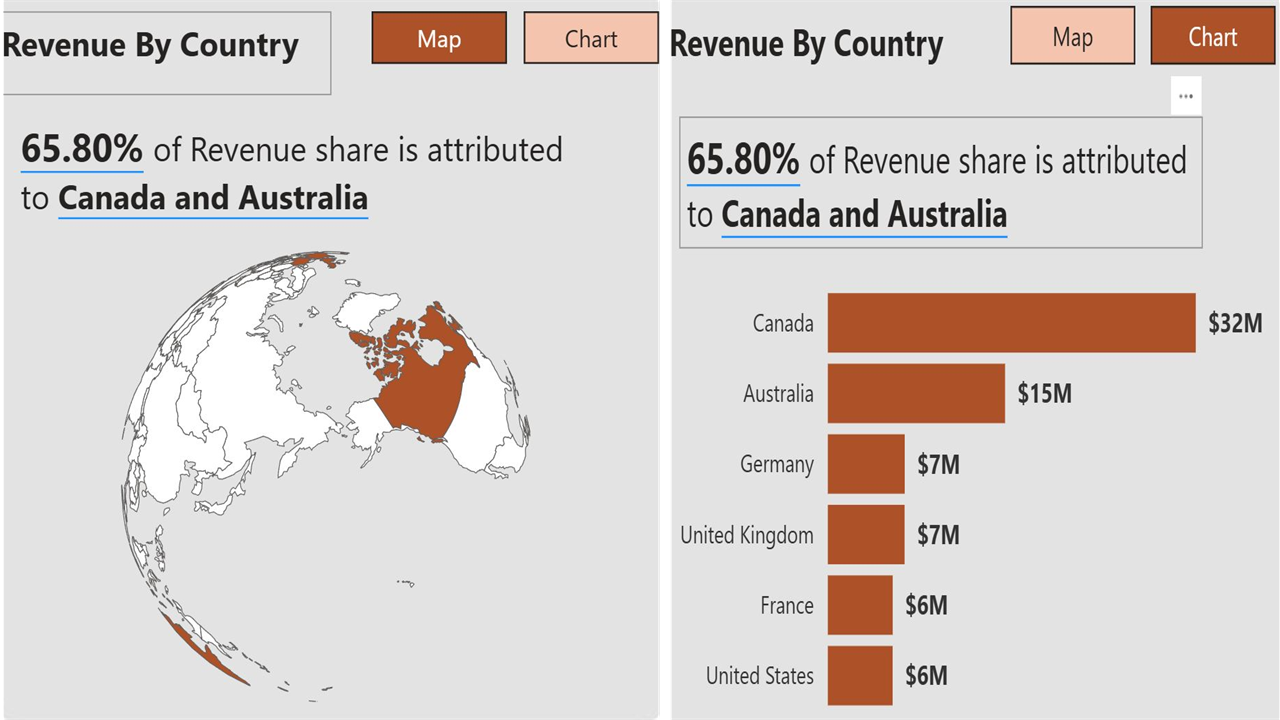 Revenue By Country
Map
Chart
65.80% of Revenue share is attributed
to Canada and Australia
Revenue By Country
Map
Chart
...
65.80% of Revenue share is attributed
to Canada and Australia
Canada $32M
Australia $15M
Germany $7M
United Kingdom $7M
France $6M
United States $6M